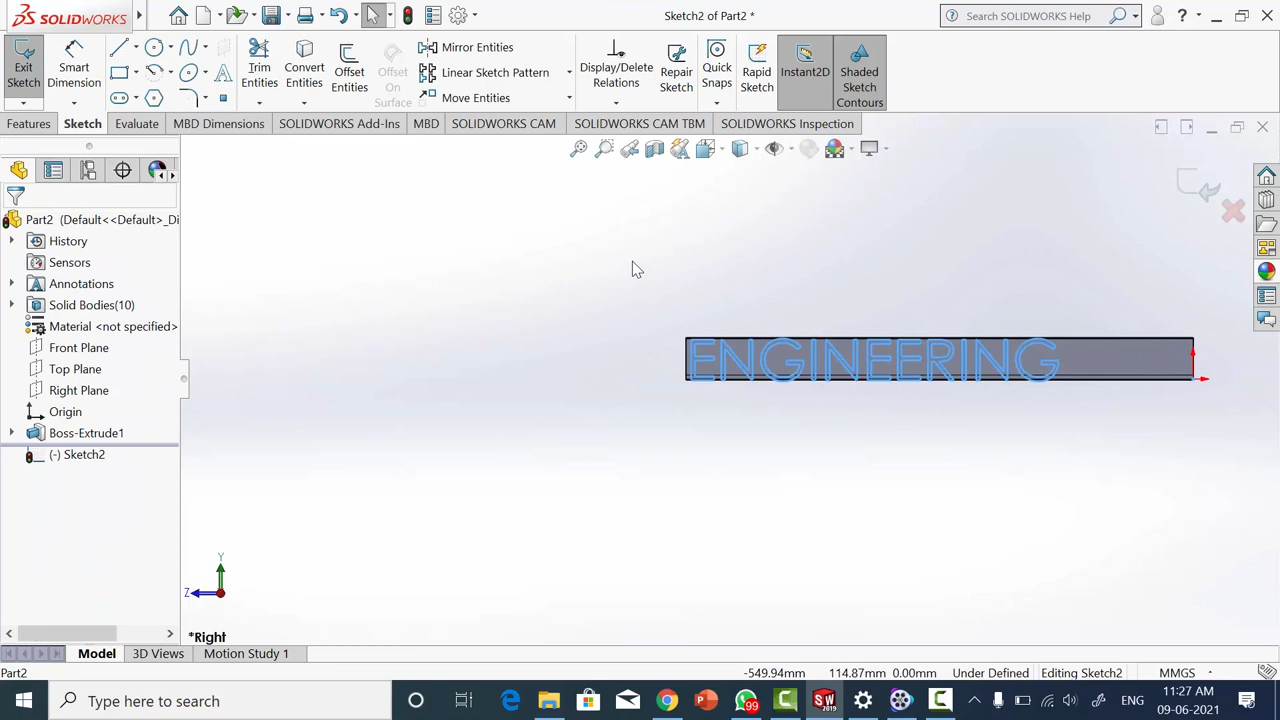 SOLIDWORKS
Sketch2 of Part2 *
Search SOLIDWORKS Help
?
Exit Sketch
Smart Dimension
Trim Entities
Convert Entities
Offset Entities
Offset On Surface
Mirror Entities
Linear Sketch Pattern
Move Entities
Display/Delete Relations
Repair Sketch
Quick Snaps
Rapid Sketch
Instant2D
Shaded Sketch Contours
Features
Sketch
Evaluate
MBD Dimensions
SOLIDWORKS Add-Ins
MBD
SOLIDWORKS CAM
SOLIDWORKS CAM TBM
SOLIDWORKS Inspection
Part2 (Default<<Default>_Di
History
Sensors
Annotations
Solid Bodies(10)
Material <not specified>
Front Plane
Top Plane
Right Plane
Origin
Boss-Extrude1
(-) Sketch2
ENGINEERING
Y
Z
*Right
Model
3D Views
Motion Study 1
Part2
-549.94mm
114.87mm
0.00mm
Under Defined
Editing Sketch2
MMGS
Type here to search
99
SW
2019
ENG
11:27 AM
09-06-2021